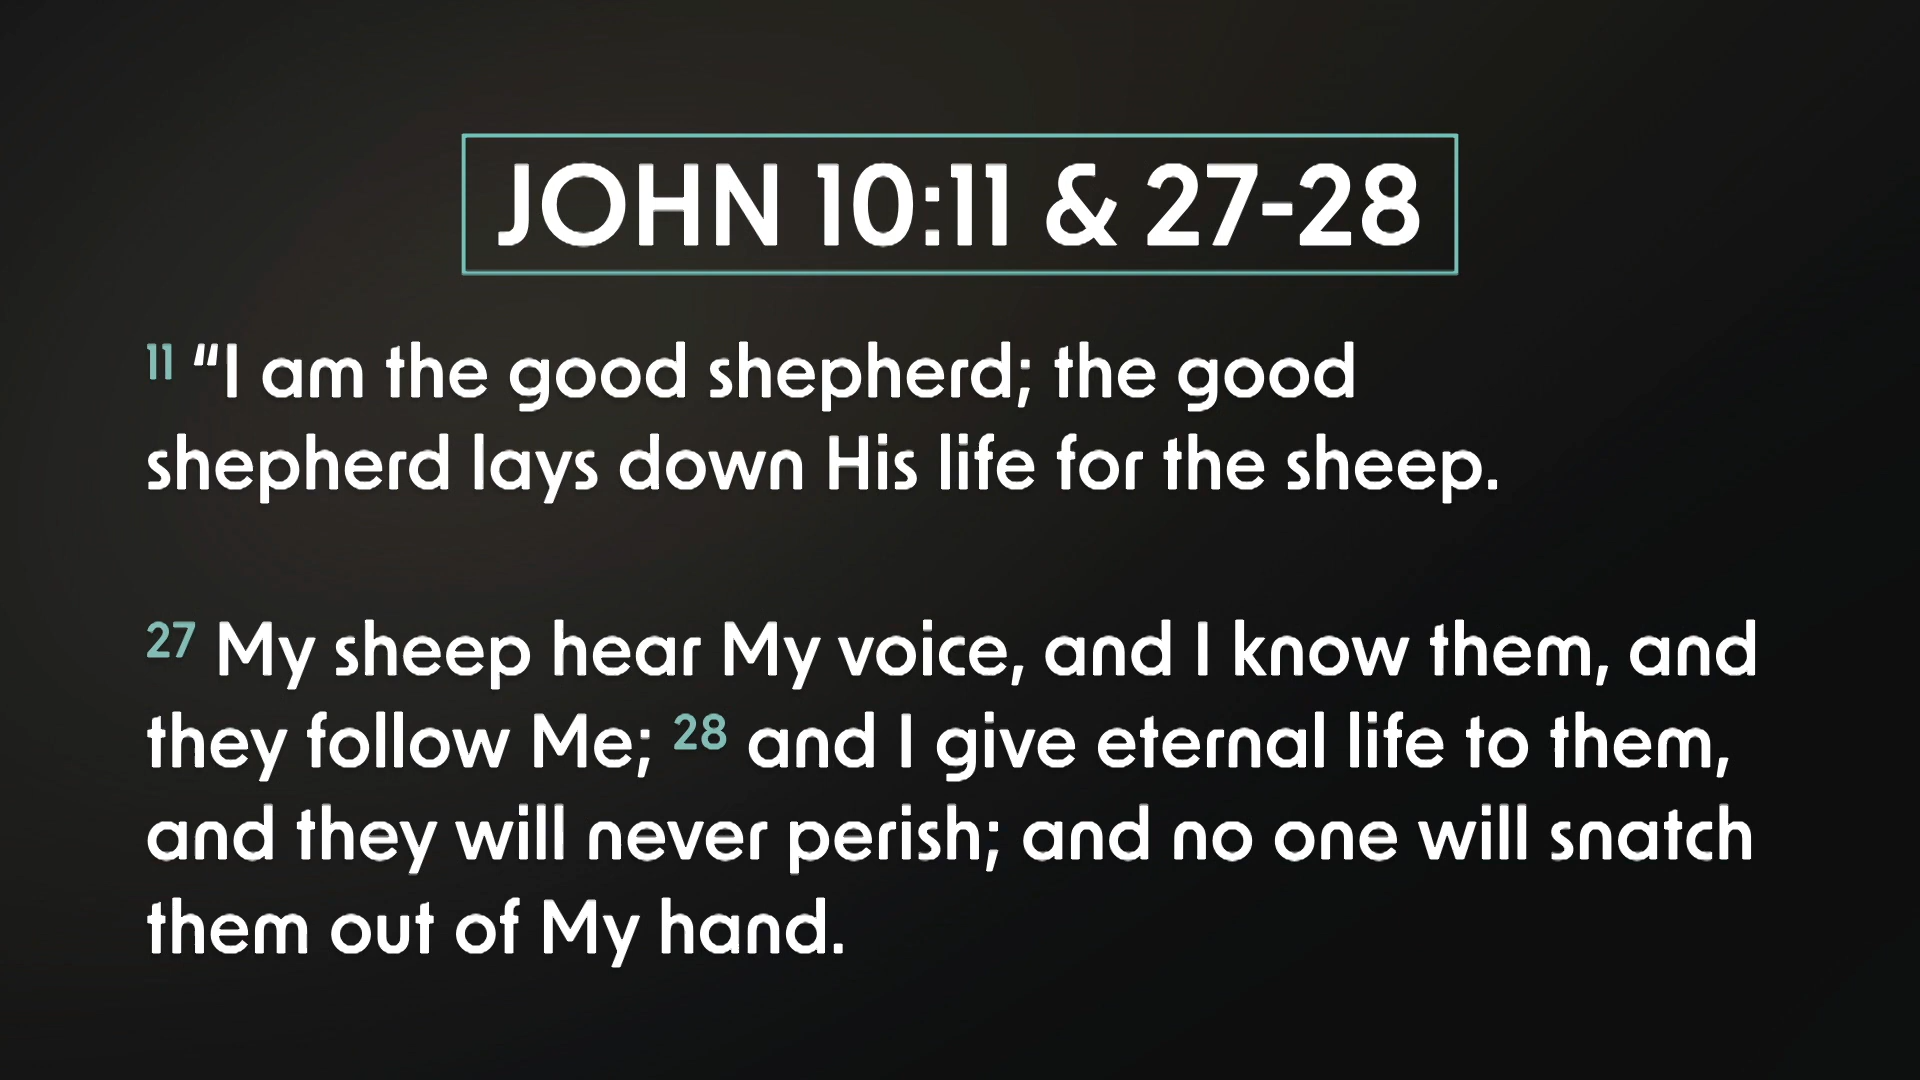 JOHN 10:11 & 27-28
11 “I am the good shepherd; the good
shepherd lays down His life for the sheep.
27 My sheep hear My voice, and I know them, and
they follow Me; 28 and I give eternal life to them,
and they will never perish; and no one will snatch
them out of My hand.